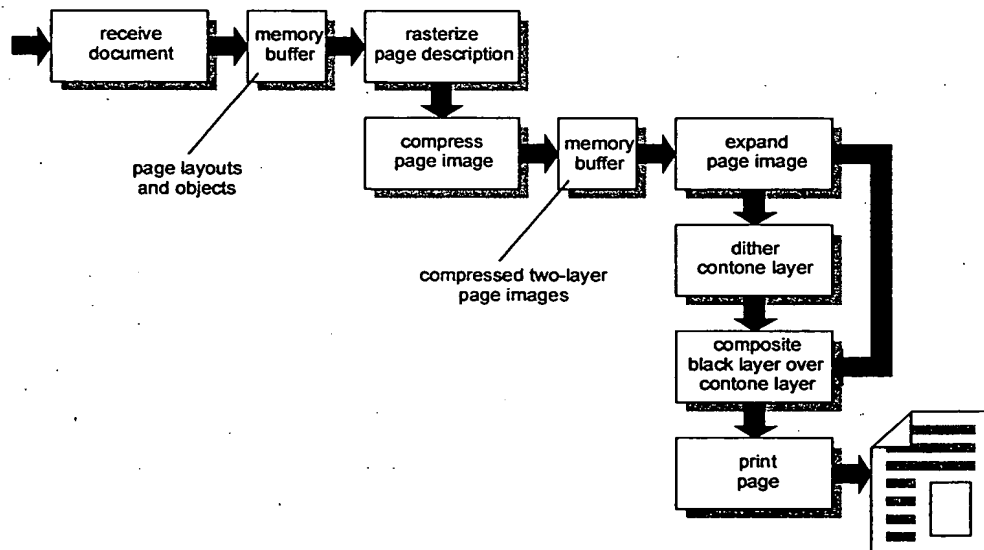 receive
document
memory
buffer
rasterize
page description
page layouts
and objects
compress
page image
memory
buffer
expand
page image
compressed two-layer
page images
dither
contone layer
composite
black layer over
contone layer
print
page